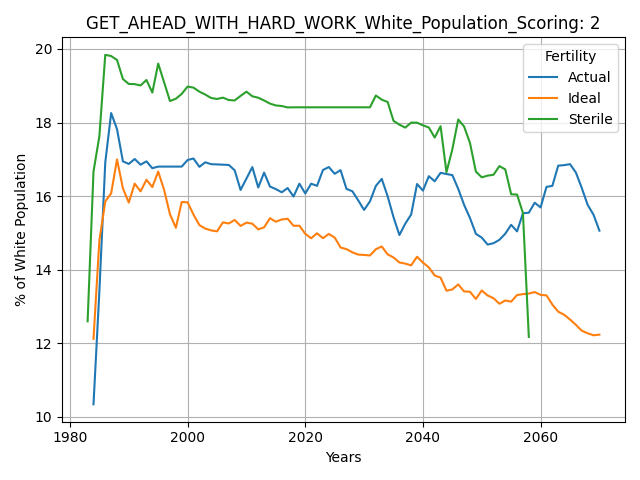 GET_AHEAD_WITH_HARD_WORK_White_Population_Scoring: 2
% of White Population
20
18
16
14
12
10
Fertility
Actual
Ideal
Sterile
1980
2000
2020
2040
2060
Years